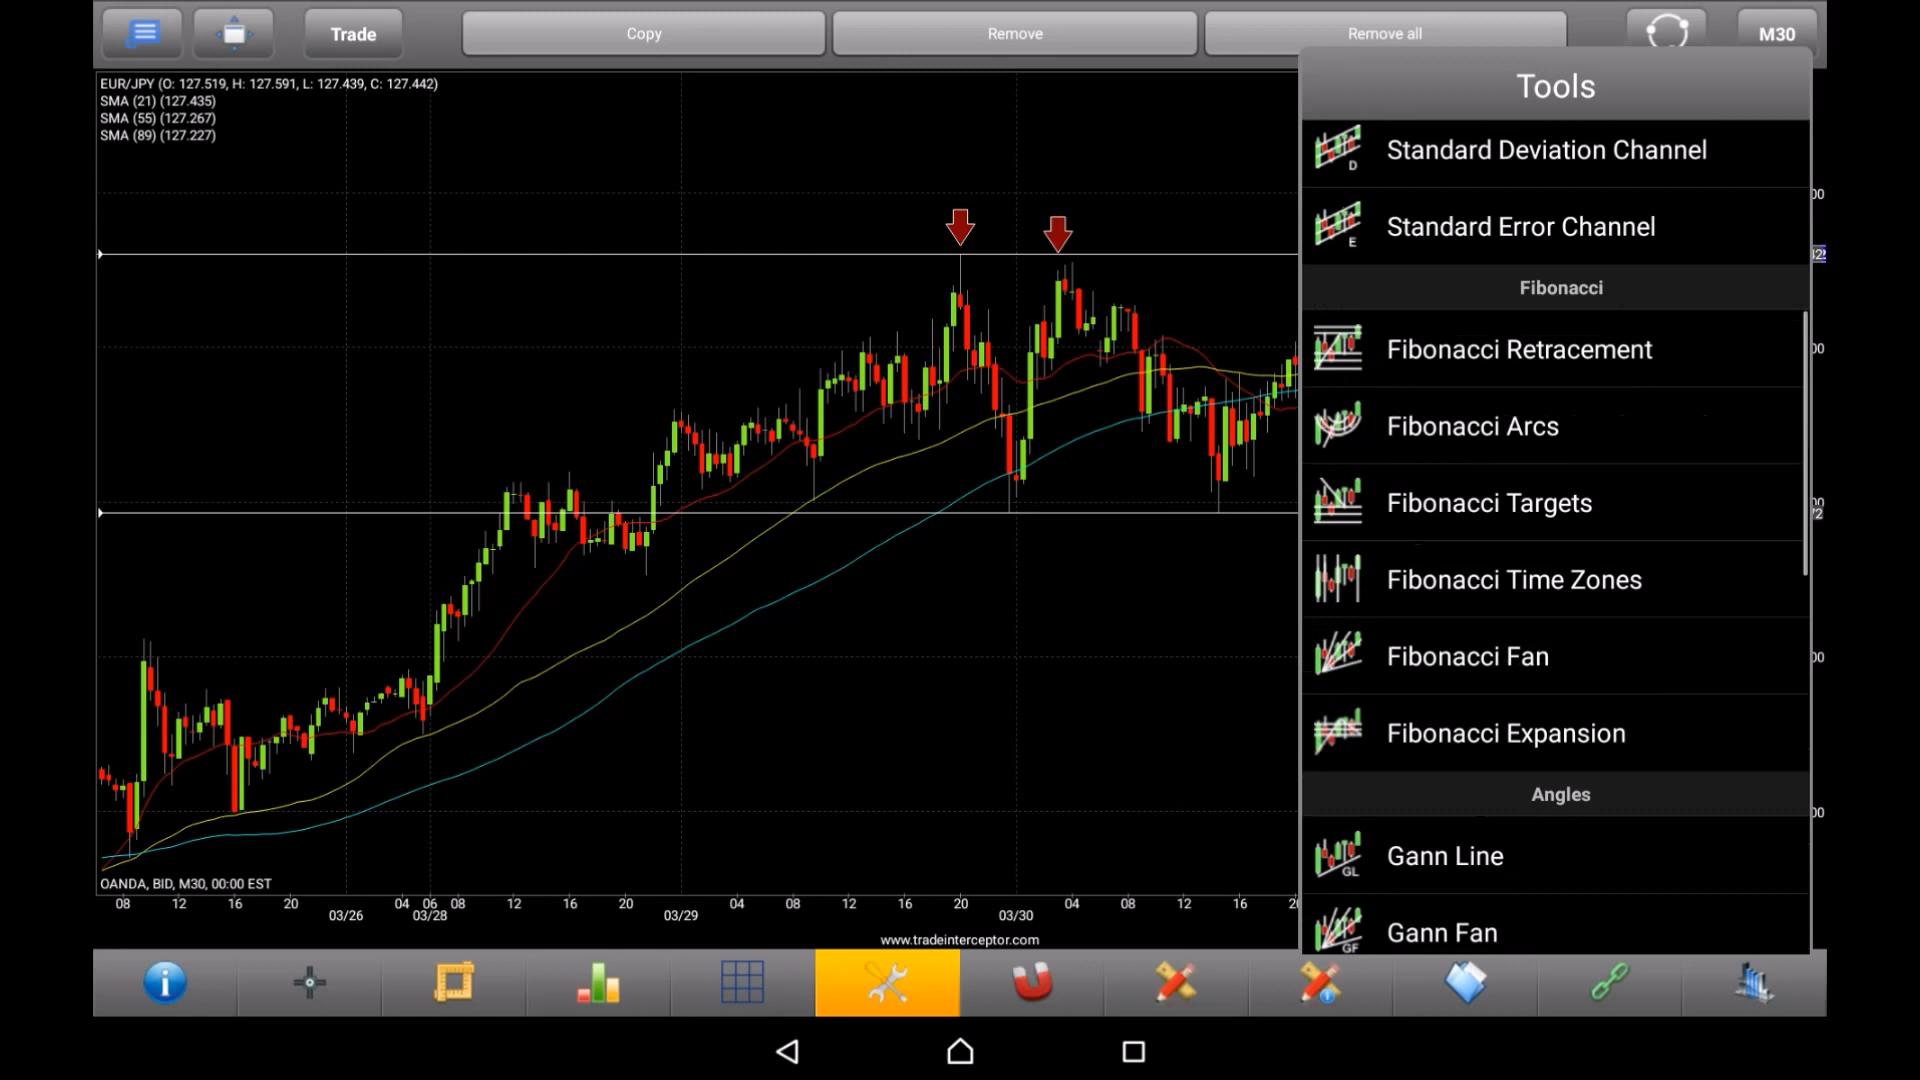 Trade
Copy
Remove
Remove all
M30
Tools
EUR/JPY (O: 127.519, H: 127.591, L: 127.439, C: 127.442)
SMA (21) (127.435)
SMA (55) (127.267)
SMA (89) (127.227)
Standard Deviation Channel
Standard Error Channel
Fibonacci
Fibonacci Retracement
Fibonacci Arcs
Fibonacci Targets
Fibonacci Time Zones
Fibonacci Fan
Fibonacci Expansion
Angles
Gann Line
Gann Fan
OANDA, BID, M30, 00:00 EST
08 12 16 20 04 06 08 12 16 20 04 08 12 16 20 04 08 12 16
03/26 03/28 03/29 03/30
www.tradeinterceptor.com